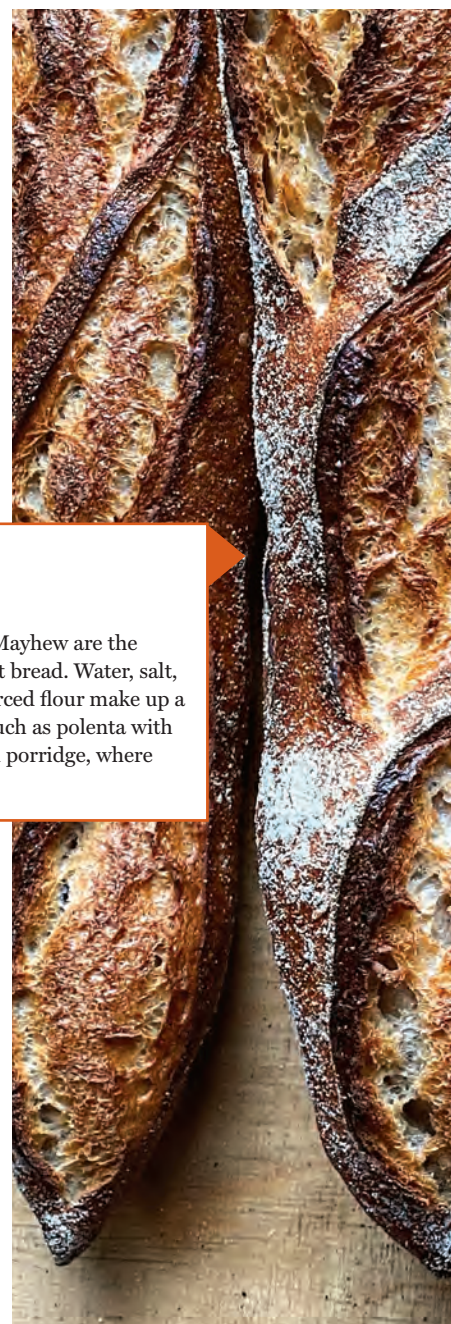 Mayhew are the
t bread. Water, salt,
rced flour make up a
uch as polenta with
porridge, where